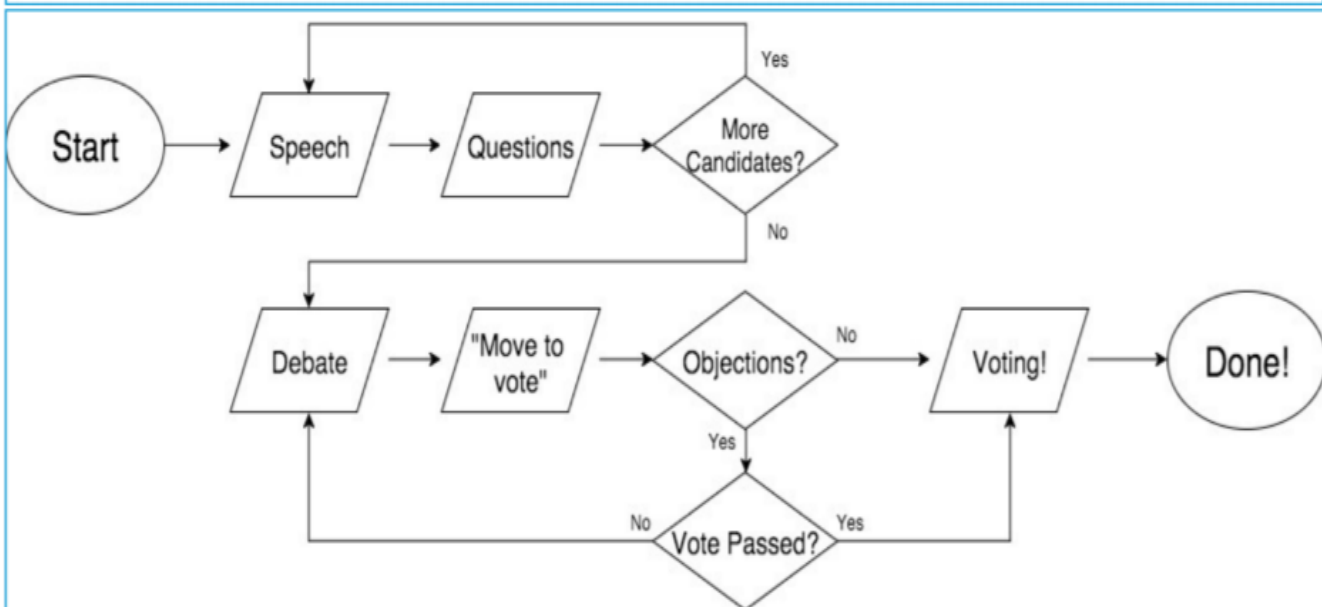 Yes
Start
Speech
Questions
More
Candidates?
No
Debate
"Move to
vote"
Objections?
No
Voting!
Done!
Yes
No
Vote Passed?
Yes